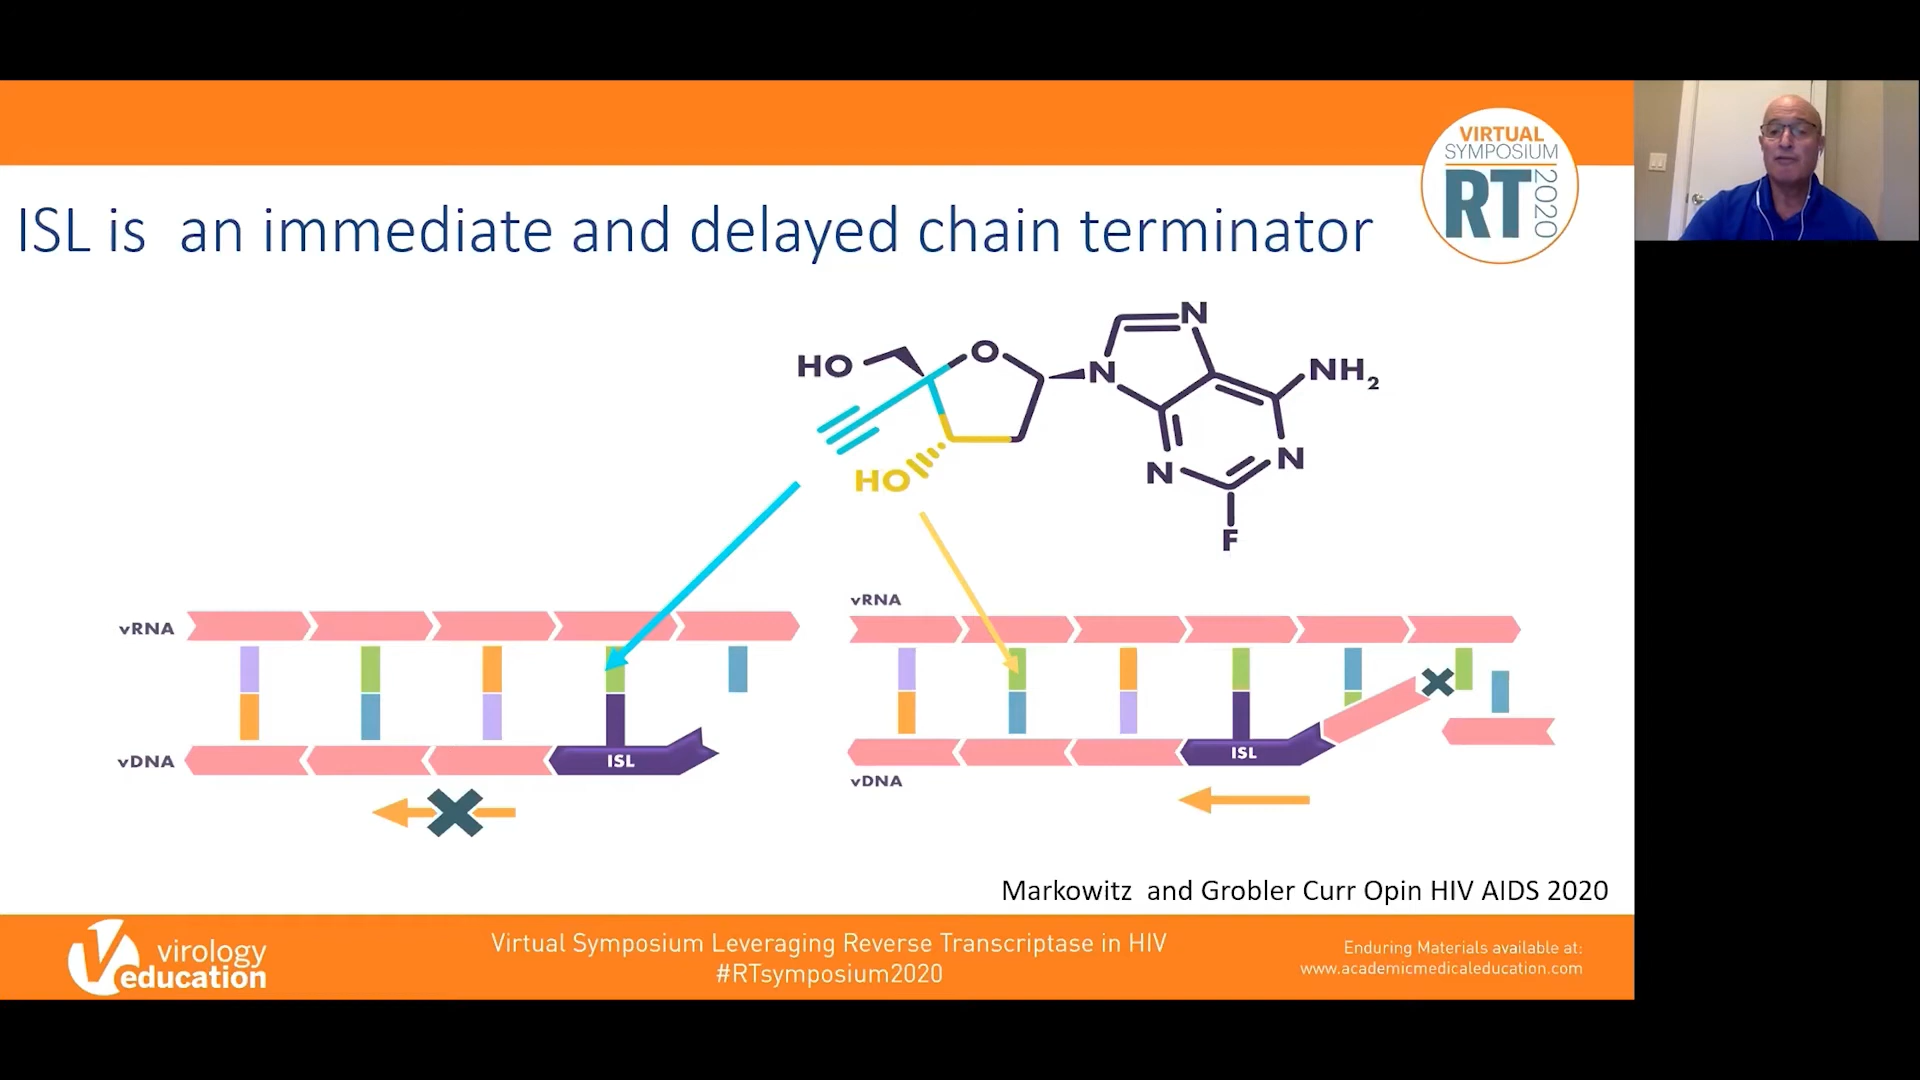 VIRTUAL
SYMPOSIUM
RT
2020
ISL is an immediate and delayed chain terminator
N
HO
O
N
NH2
HO
N
N
F
vRNA
vRNA
vDNA
ISL
ISL
vDNA
Markowitz and Grobler Curr Opin HIV AIDS 2020
virology
education
Virtual Symposium Leveraging Reverse Transcriptase in HIV
#RTsymposium2020
Enduring Materials available at:
www.academicmedicaleducation.com